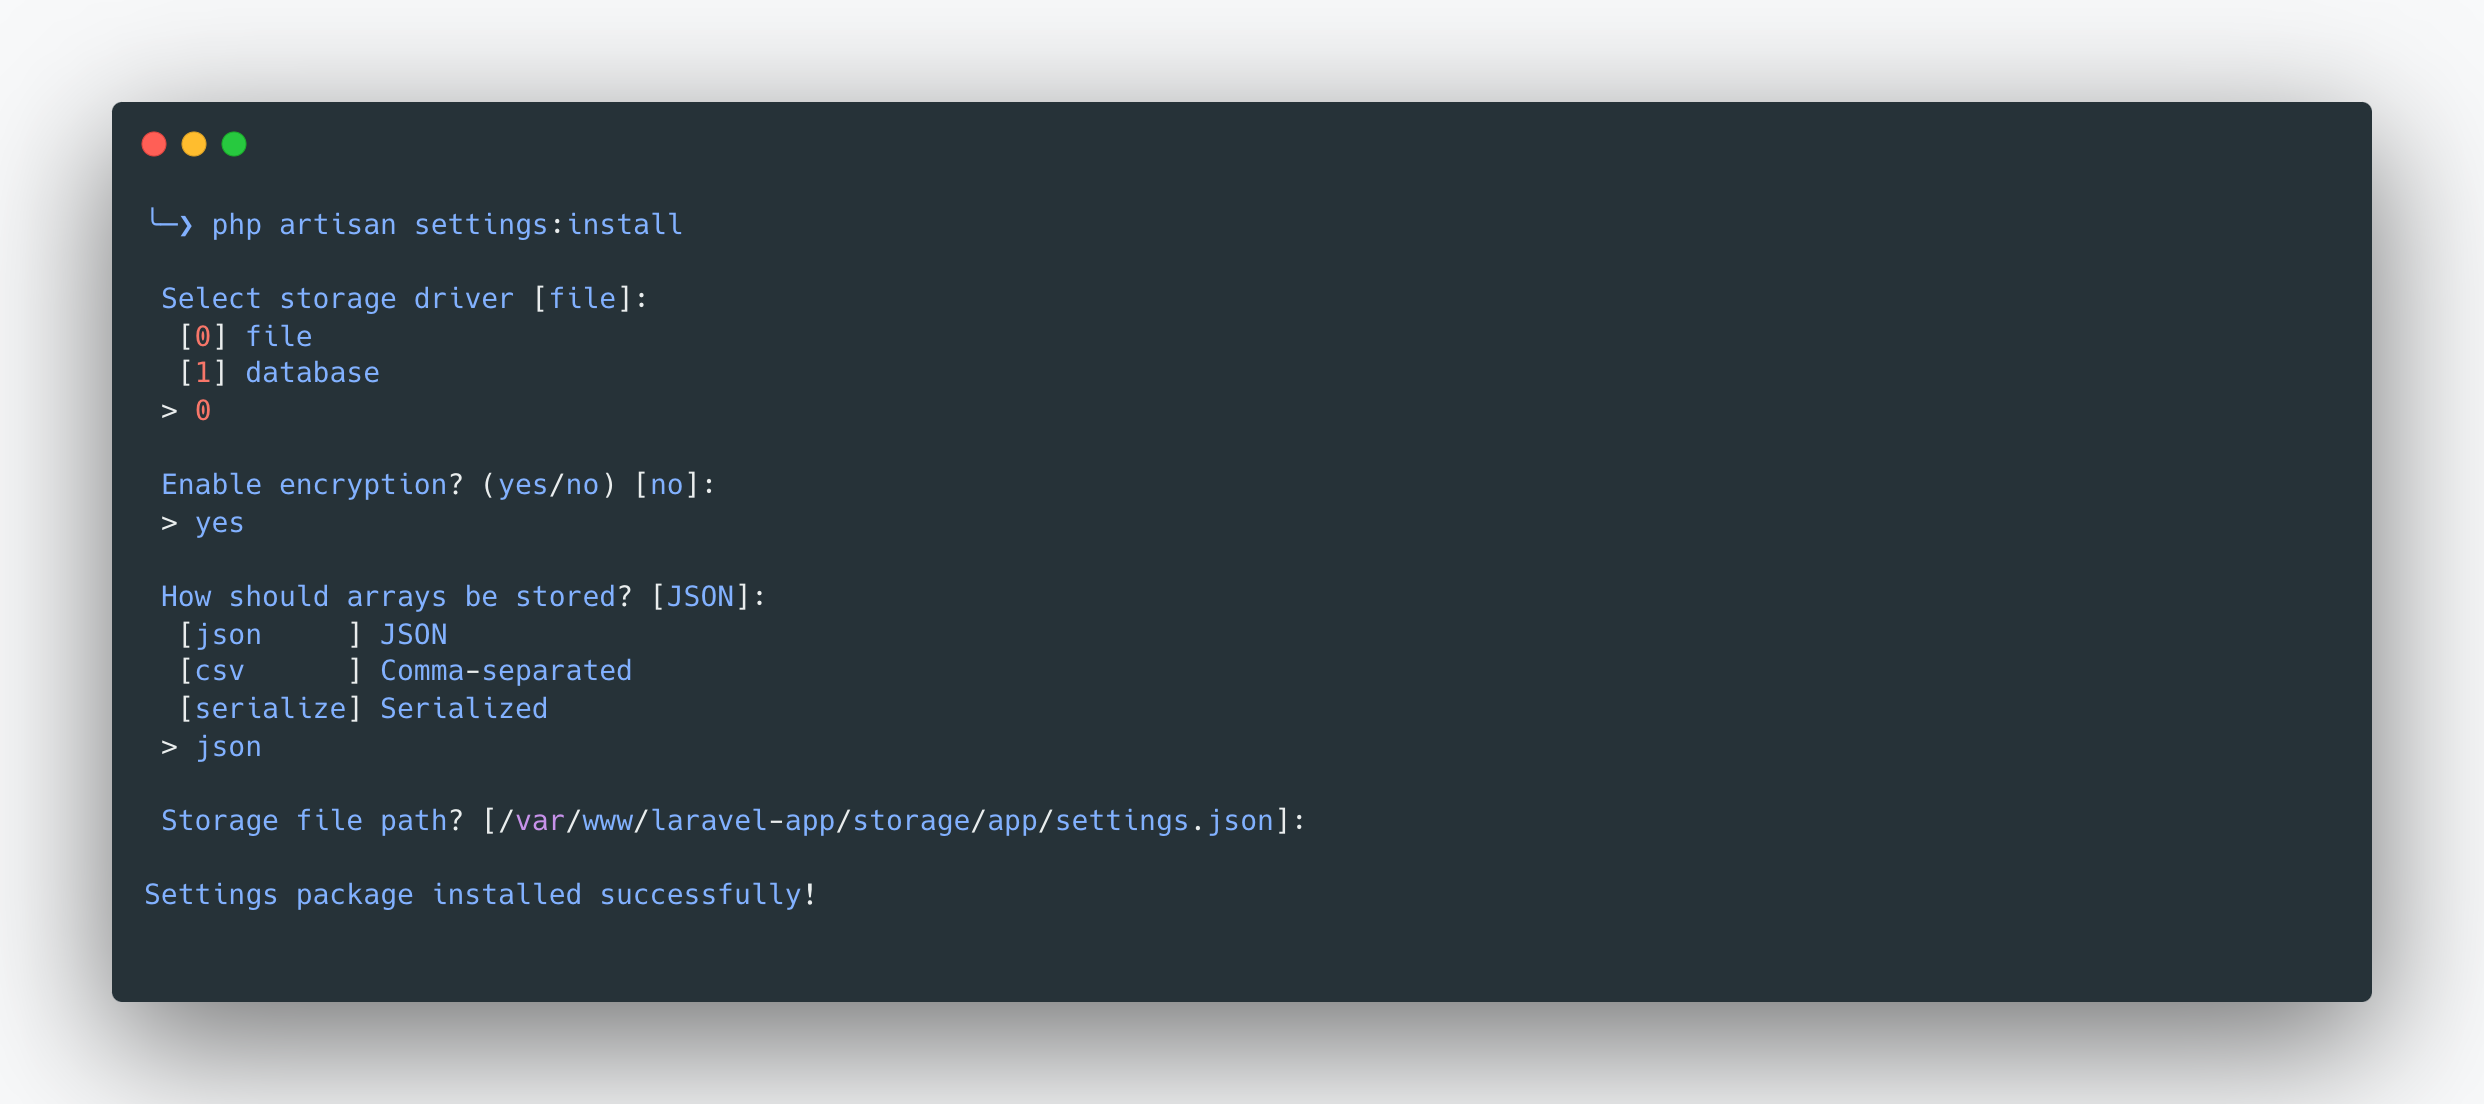 ╰─❯ php artisan settings:install
Select storage driver [file]:
[0] file
[1] database
> 0
Enable encryption? (yes/no) [no]:
> yes
How should arrays be stored? [JSON]:
[json     ] JSON
[csv      ] Comma-separated
[serialize] Serialized
> json
Storage file path? [/var/www/laravel-app/storage/app/settings.json]:
Settings package installed successfully!